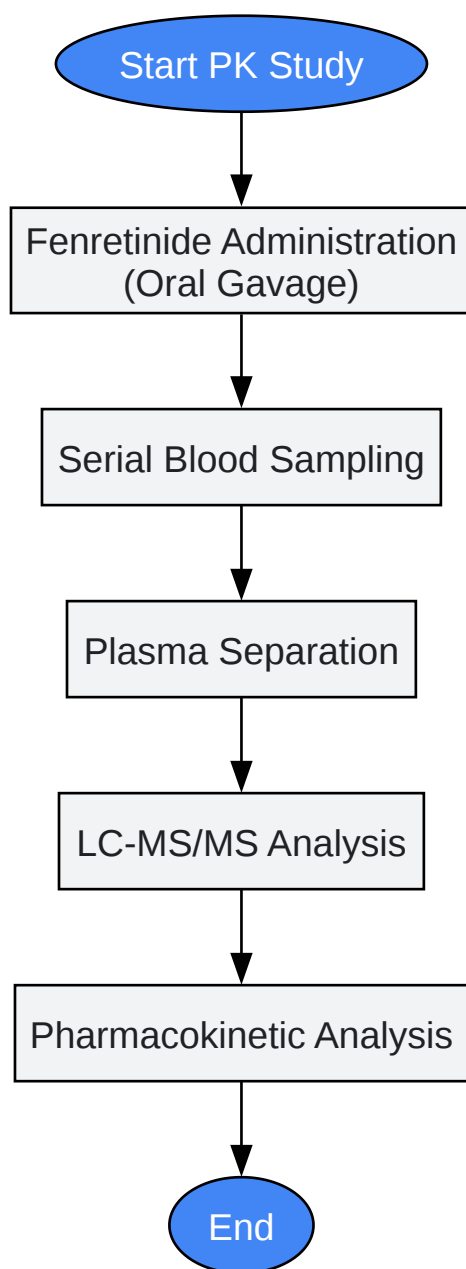 Start PK Study
Fenretinide Administration
(Oral Gavage)
Serial Blood Sampling
Plasma Separation
LC-MS/MS Analysis
Pharmacokinetic Analysis
End